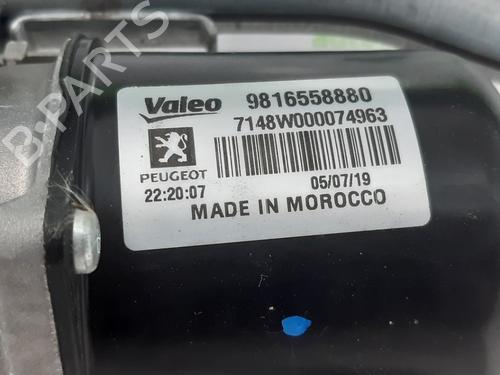 B-PARTS
Valeo 9816558880
7148W000074963
PEUGEOT
22:20:07 05/07/19
MADE IN MOROCCO